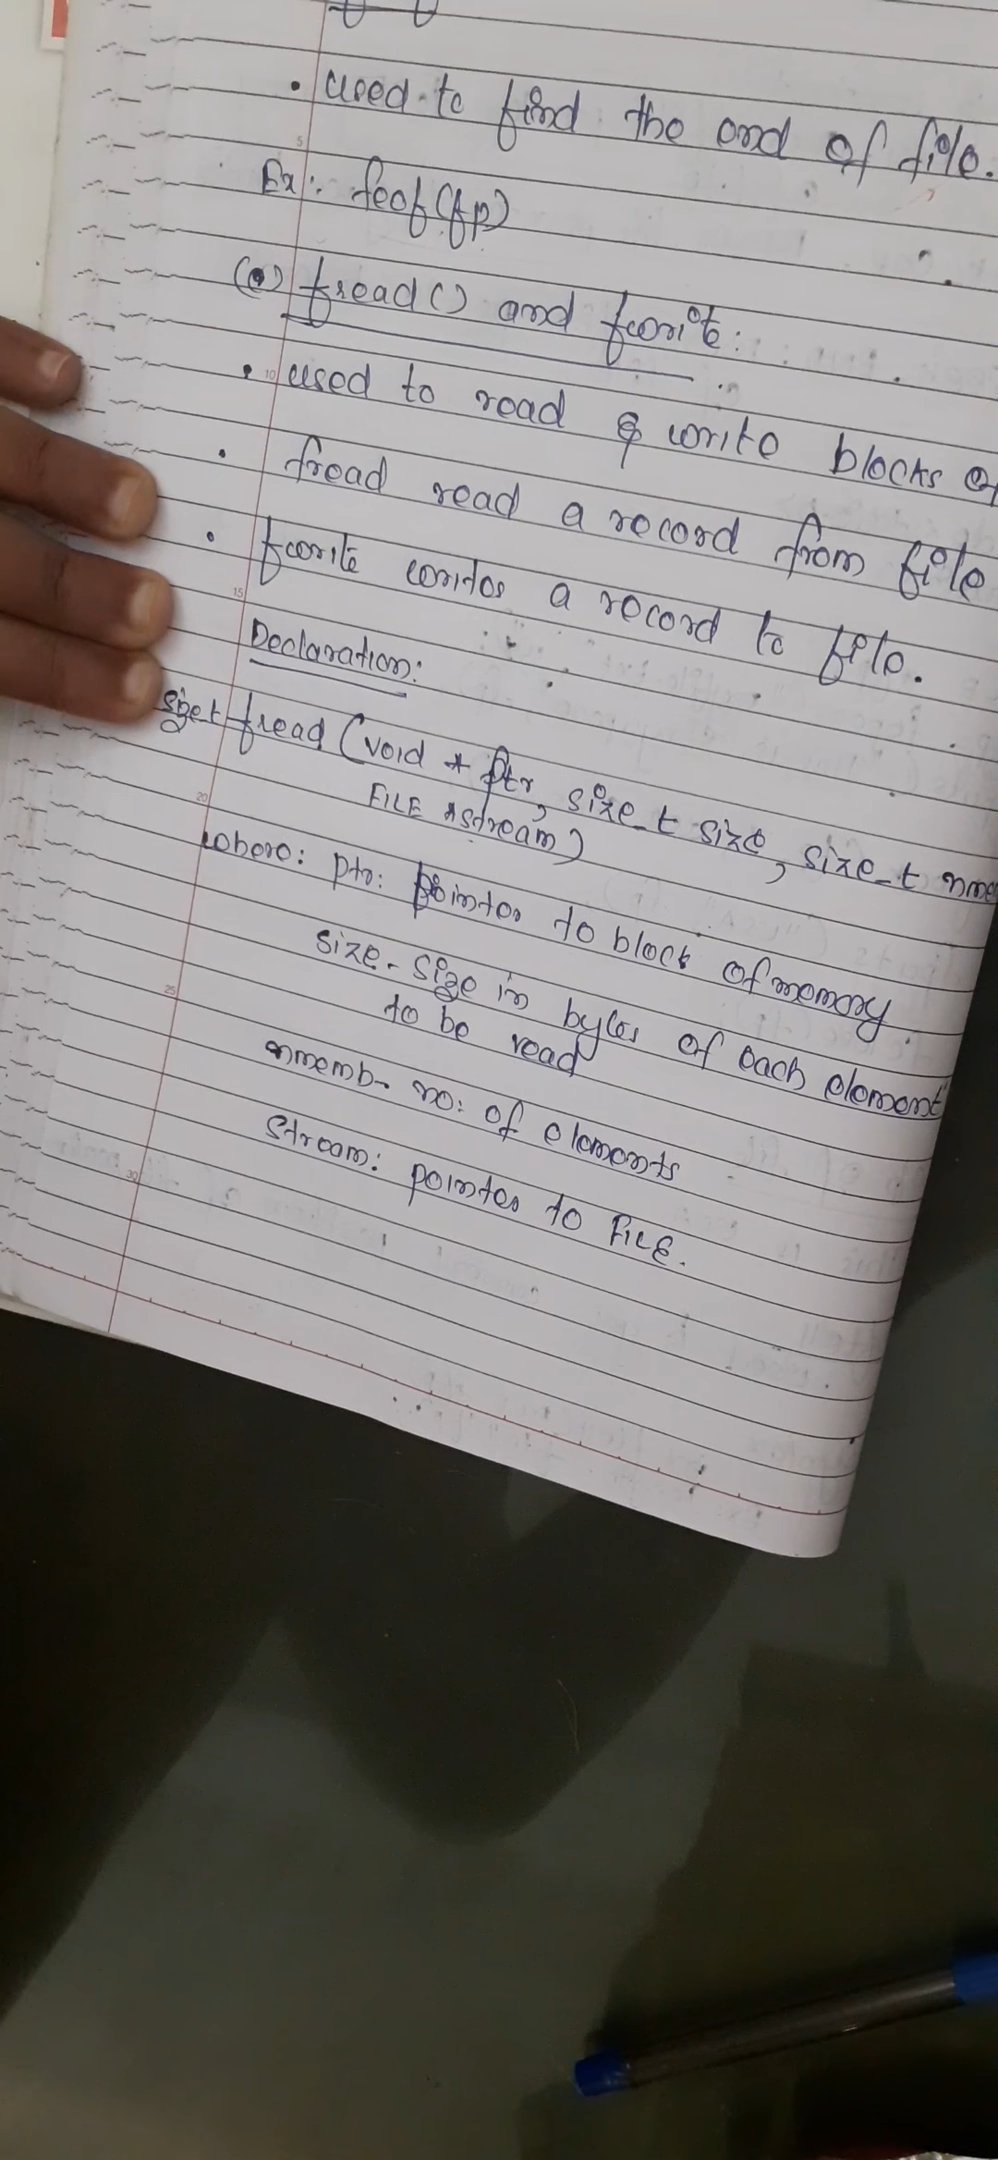 • used to find the end of file.
Ex:. feof(fp)
(e) fread() and fwrite:
• used to read & write blocks
• fread read a record from file
• fwrite writes a record to file.
Declaration:
size t fread (void * ptr, size_t size, size_t nme
FILE *stream)
where: ptr: pointer to block of memory
size - size in bytes of each element
to be read
nmemb - no: of elements
Stream: pointer to FILE.